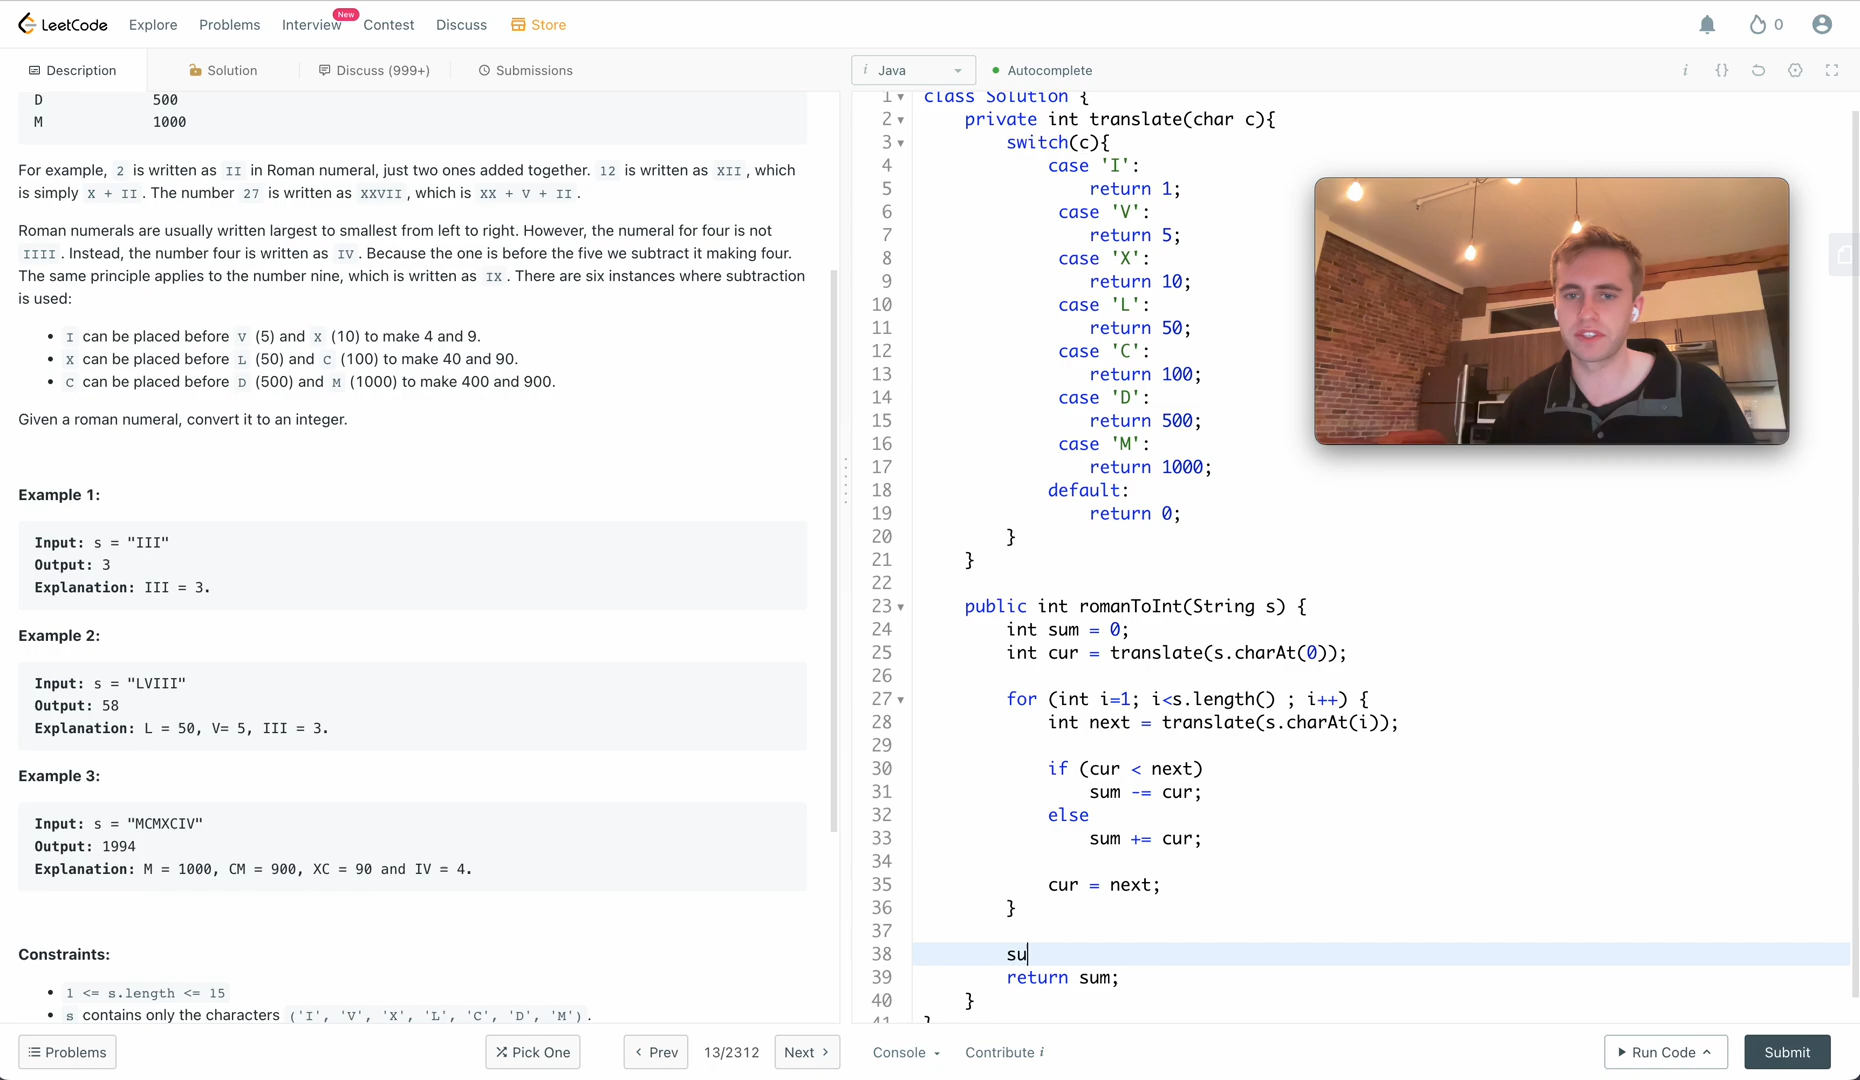 LeetCode Explore Problems Interview New Contest Discuss Store 0
Description Solution Discuss (999+) Submissions
D 500
M 1000
For example, 2 is written as II in Roman numeral, just two ones added together. 12 is written as XII, which
is simply X + II. The number 27 is written as XXVII, which is XX + V + II.
Roman numerals are usually written largest to smallest from left to right. However, the numeral for four is not
IIII. Instead, the number four is written as IV. Because the one is before the five we subtract it making four.
The same principle applies to the number nine, which is written as IX. There are six instances where subtraction
is used:
• I can be placed before V (5) and X (10) to make 4 and 9.
• X can be placed before L (50) and C (100) to make 40 and 90.
• C can be placed before D (500) and M (1000) to make 400 and 900.
Given a roman numeral, convert it to an integer.
Example 1:
Input: s = "III"
Output: 3
Explanation: III = 3.
Example 2:
Input: s = "LVIII"
Output: 58
Explanation: L = 50, V= 5, III = 3.
Example 3:
Input: s = "MCMXCIV"
Output: 1994
Explanation: M = 1000, CM = 900, XC = 90 and IV = 4.
Constraints:
• 1 <= s.length <= 15
• s contains only the characters ('I', 'V', 'X', 'L', 'C', 'D', 'M').
Problems Pick One < Prev 13/2312 Next >
i Java Autocomplete i {}
1 class Solution {
2 private int translate(char c){
3 switch(c){
4 case 'I':
5 return 1;
6 case 'V':
7 return 5;
8 case 'X':
9 return 10;
10 case 'L':
11 return 50;
12 case 'C':
13 return 100;
14 case 'D':
15 return 500;
16 case 'M':
17 return 1000;
18 default:
19 return 0;
20 }
21 }
22
23 public int romanToInt(String s) {
24 int sum = 0;
25 int cur = translate(s.charAt(0));
26
27 for (int i=1; i<s.length() ; i++) {
28 int next = translate(s.charAt(i));
29
30 if (cur < next)
31 sum -= cur;
32 else
33 sum += cur;
34
35 cur = next;
36 }
37
38 su
39 return sum;
40 }
41 }
Console Contribute i Run Code Submit